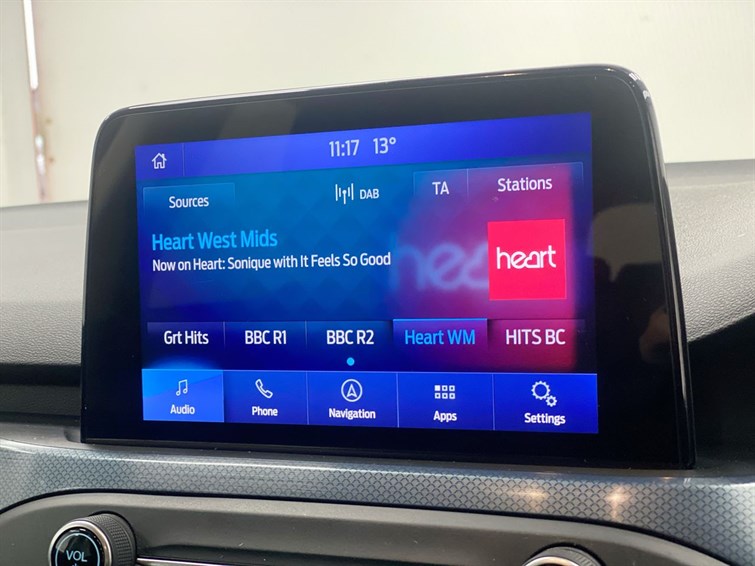 11:17 13°
Sources DAB TA Stations
Heart West Mids
Now on Heart: Sonique with It Feels So Good
hea
heart
Grt Hits BBC R1 BBC R2 Heart WM HITS BC
Audio Phone Navigation Apps Settings
VOL